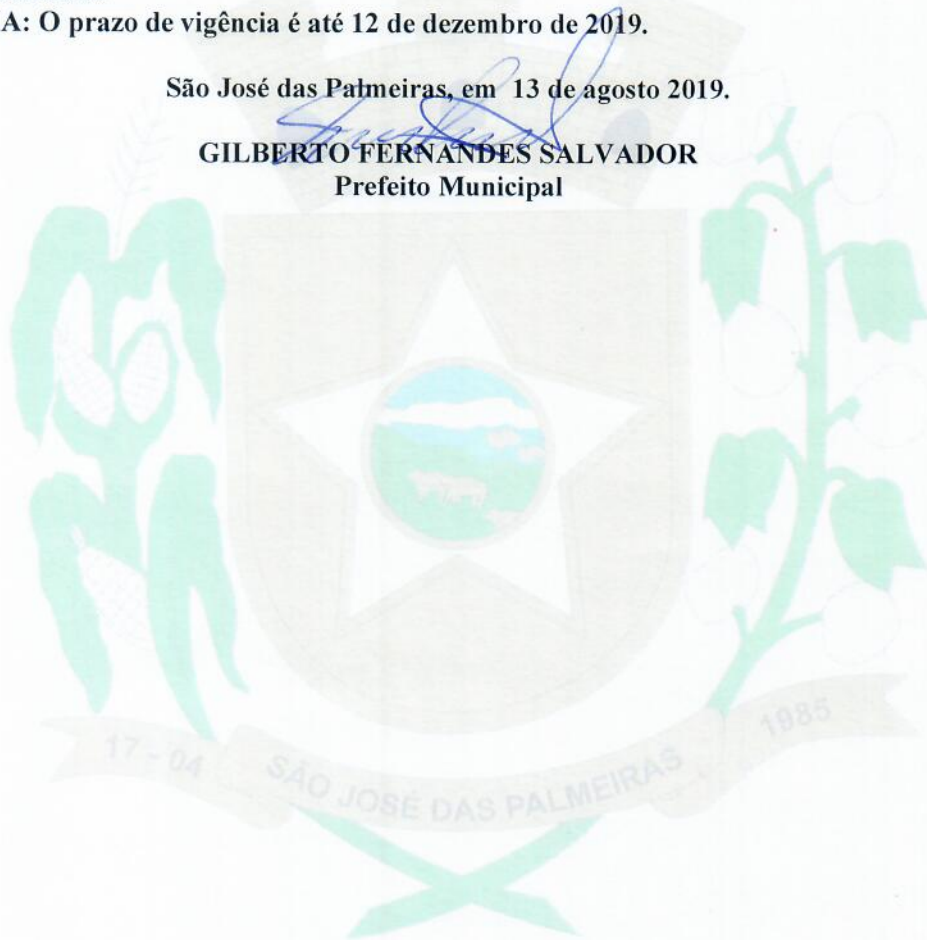 A: O prazo de vigência é até 12 de dezembro de 2019.
São José das Palmeiras, em 13 de agosto 2019.
GILBERTO FERNANDES SALVADOR
Prefeito Municipal
17 - 04 SÃO JOSÉ DAS PALMEIRAS 1985